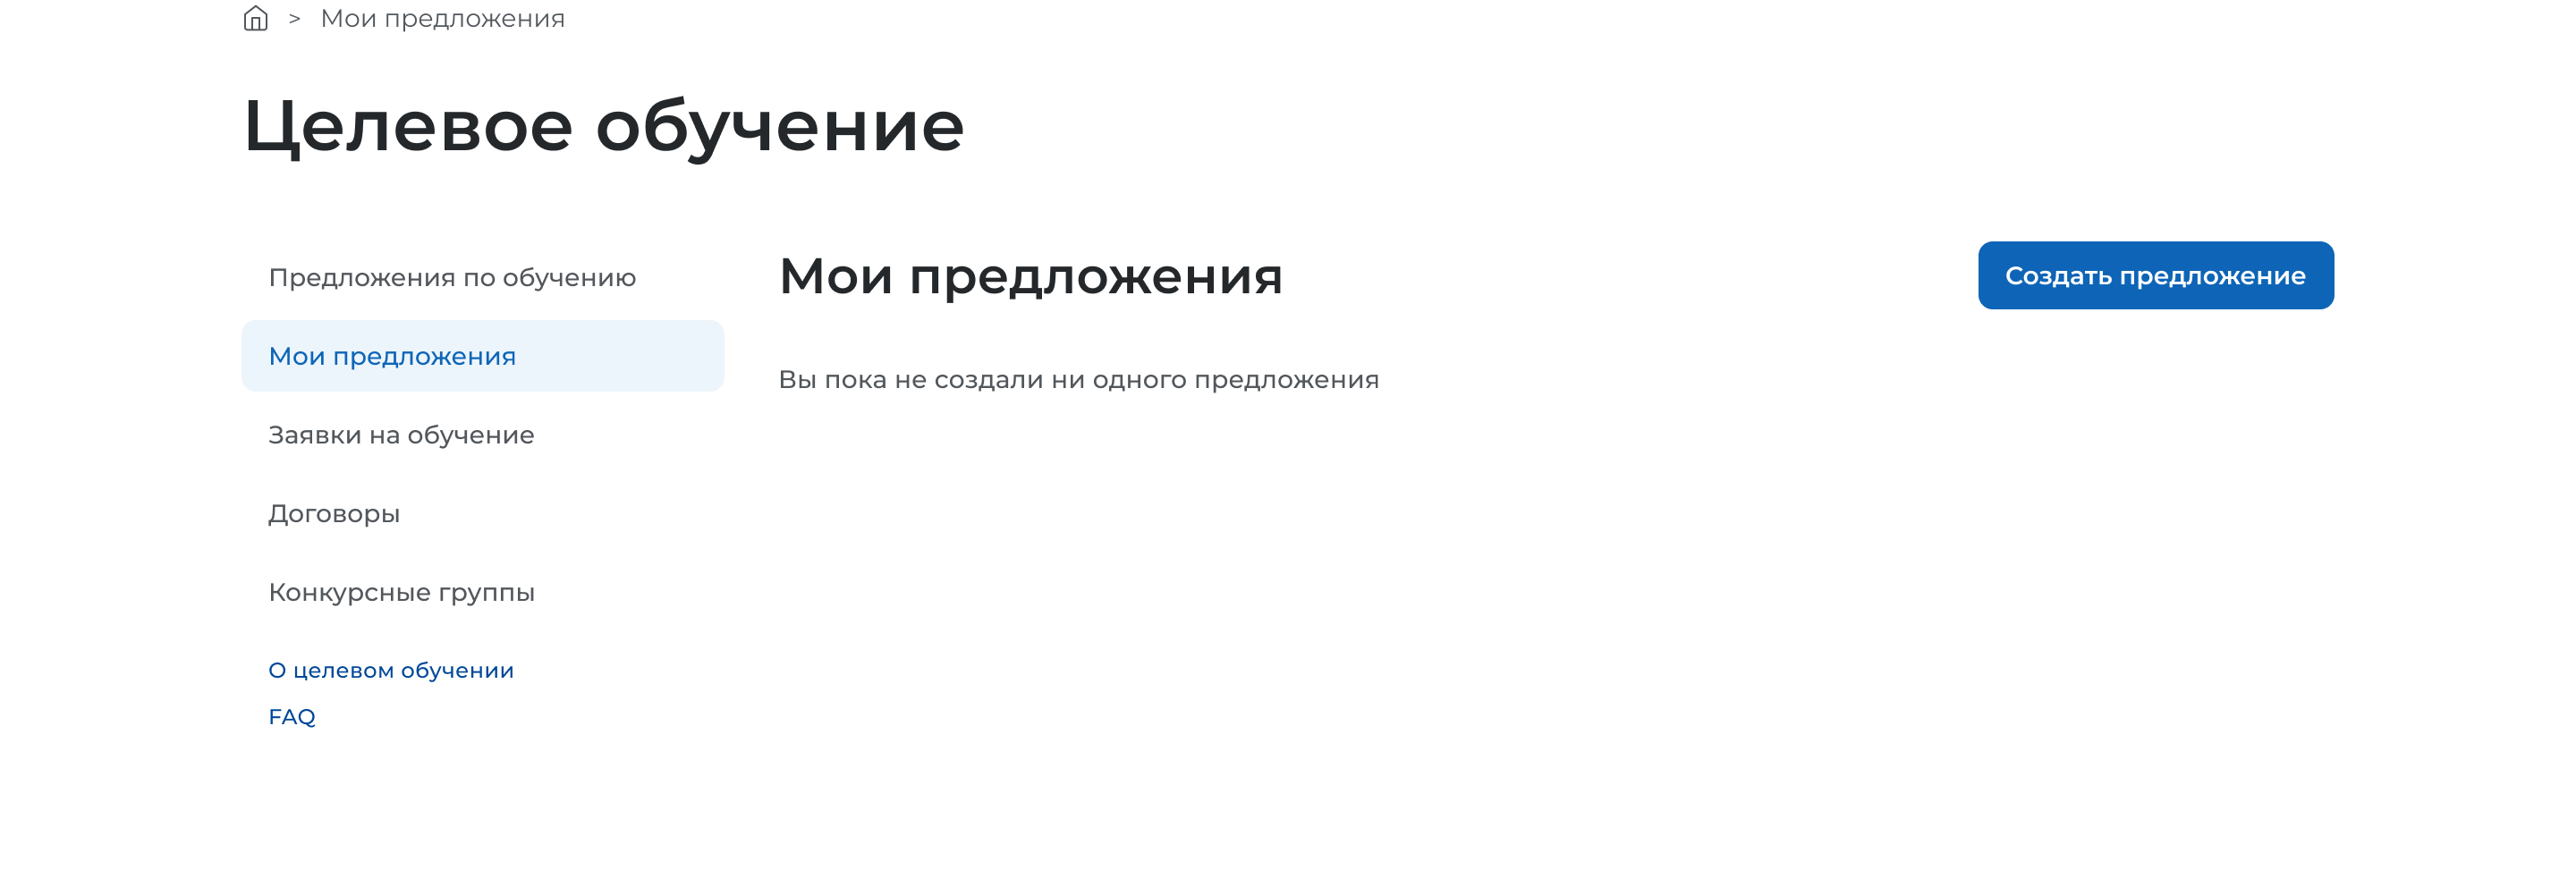 > Мои предложения
Целевое обучение
Предложения по обучению
Мои предложения
Заявки на обучение
Договоры
Конкурсные группы
О целевом обучении
FAQ
Мои предложения
Создать предложение
Вы пока не создали ни одного предложения